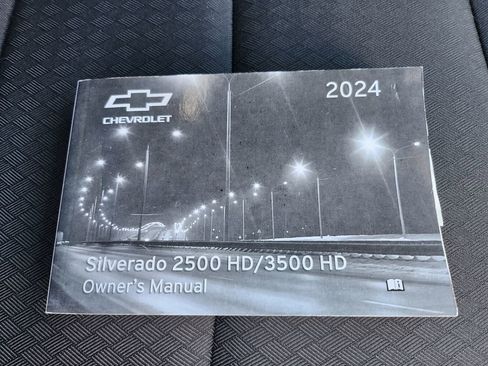 CHEVROLET
2024
Silverado 2500 HD/3500 HD
Owner's Manual